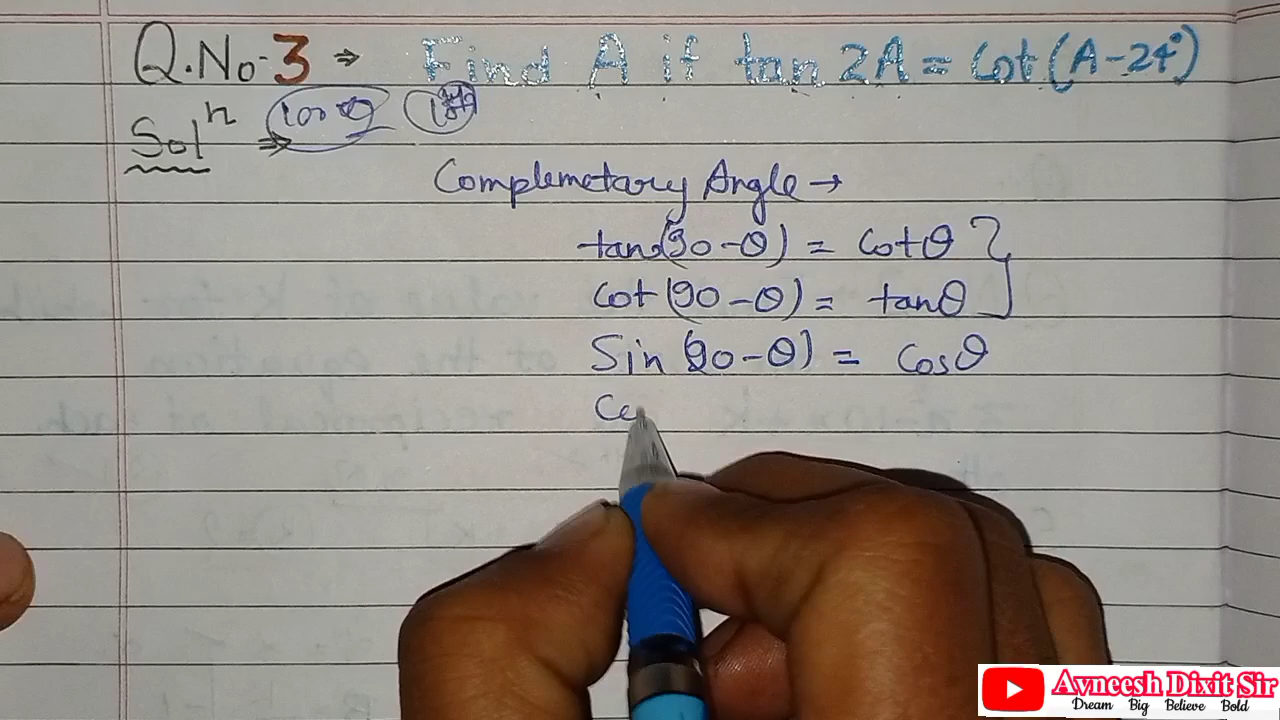 Q.No-3 ⇒ Find A if tan 2A = Cot(A-24°)
Solⁿ ⇒
Complemetary Angle →
tan(90-θ) = Cotθ
Cot(90-θ) = tanθ
Sin(90-θ) = Cosθ
Avneesh Dixit Sir
Dream Big Believe Bold